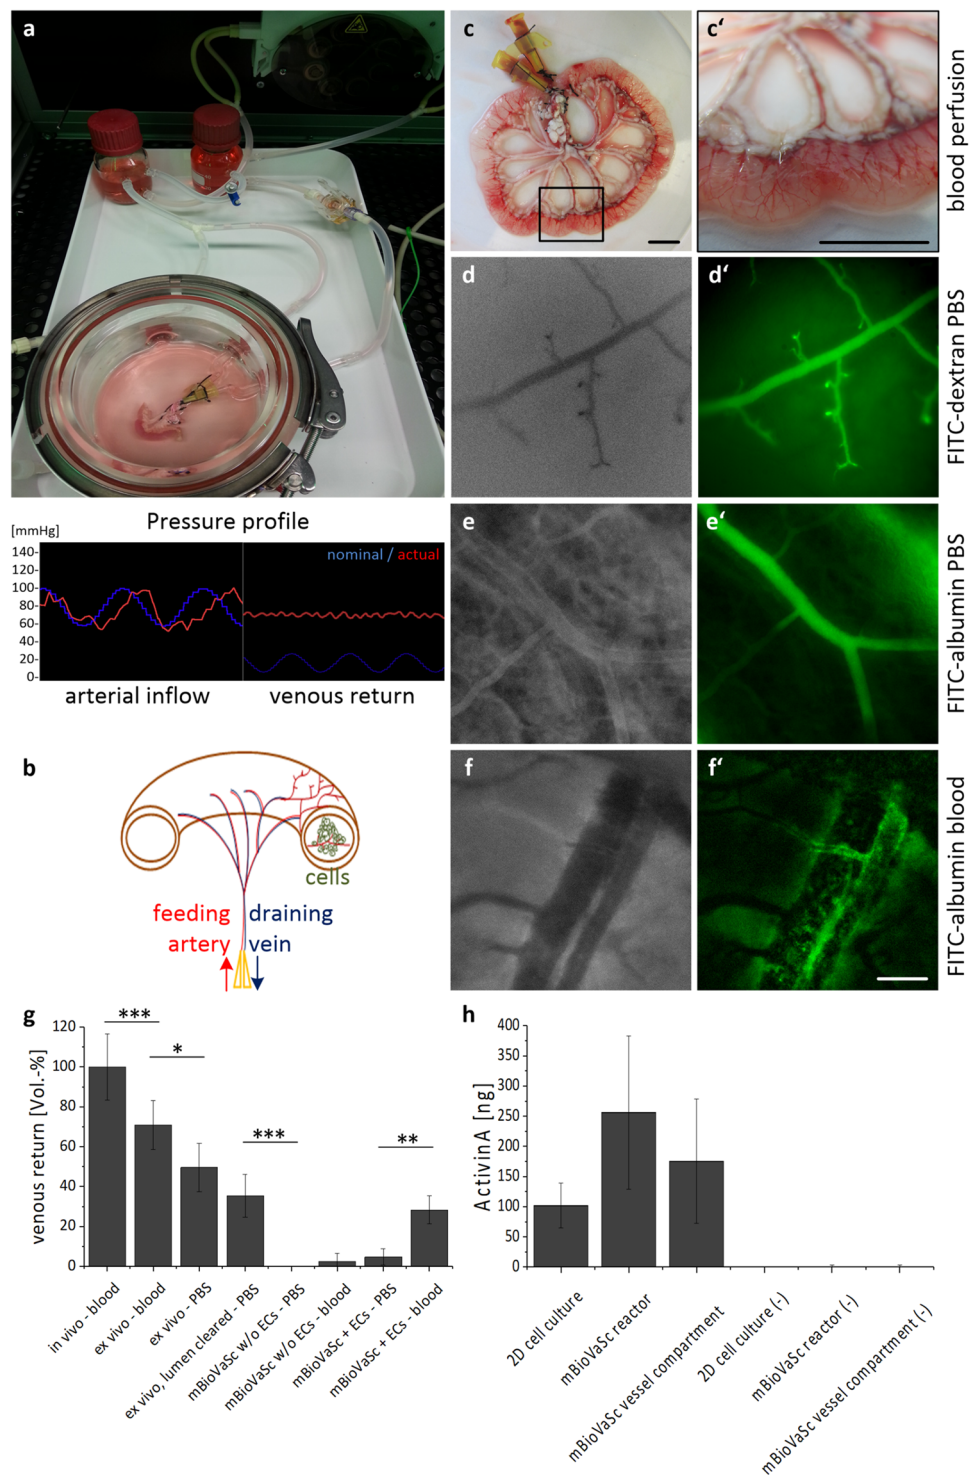 a
c
c'
blood perfusion
d
d'
FITC-dextran PBS
Pressure profile
[mmHg]
nominal / actual
140-
120-
100-
80-
60-
40-
20-
0-
arterial inflow
venous return
e
e'
FITC-albumin PBS
b
cells
feeding
artery
draining
vein
f
f'
FITC-albumin blood
g
***
*
***
**
venous return [Vol.-%]
120
100
80
60
40
20
0
in vivo - blood
ex vivo - blood
ex vivo - PBS
ex vivo, lumen cleared - PBS
mBioVaSc w/o ECs - PBS
mBioVaSc w/o ECs - blood
mBioVaSc + ECs - PBS
mBioVaSc + ECs - blood
h
ActivinA [ng]
400
350
300
250
200
150
100
50
0
2D cell culture
mBioVaSc reactor
mBioVaSc vessel compartment
2D cell culture (-)
mBioVaSc reactor (-)
mBioVaSc vessel compartment (-)